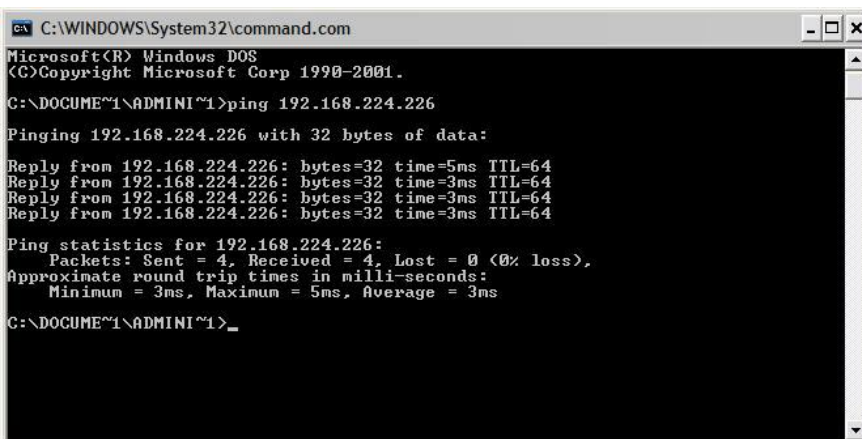 C:\WINDOWS\System32\command.com
Microsoft(R) Windows DOS
(C)Copyright Microsoft Corp 1990-2001.
C:\DOCUME~1\ADMINI~1>ping 192.168.224.226
Pinging 192.168.224.226 with 32 bytes of data:
Reply from 192.168.224.226: bytes=32 time=5ms TTL=64
Reply from 192.168.224.226: bytes=32 time=3ms TTL=64
Reply from 192.168.224.226: bytes=32 time=3ms TTL=64
Reply from 192.168.224.226: bytes=32 time=3ms TTL=64
Ping statistics for 192.168.224.226:
Packets: Sent = 4, Received = 4, Lost = 0 (0% loss),
Approximate round trip times in milli-seconds:
Minimum = 3ms, Maximum = 5ms, Average = 3ms
C:\DOCUME~1\ADMINI~1>_